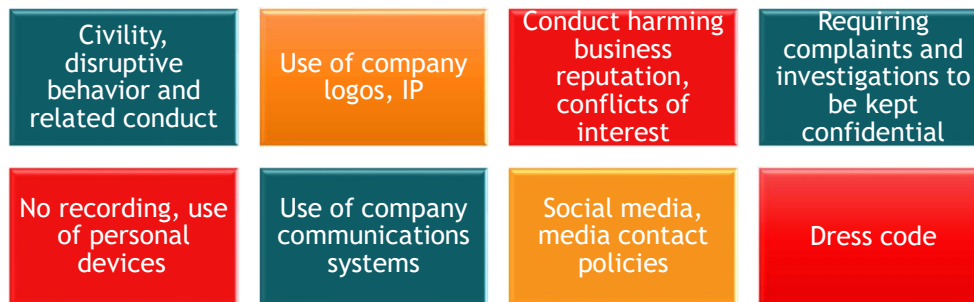 Civility,
disruptive
behavior and
related conduct
Use of company
logos, IP
Conduct harming
business
reputation,
conflicts of
interest
Requiring
complaints and
investigations to
be kept
confidential
No recording, use
of personal
devices
Use of company
communications
systems
Social media,
media contact
policies
Dress code